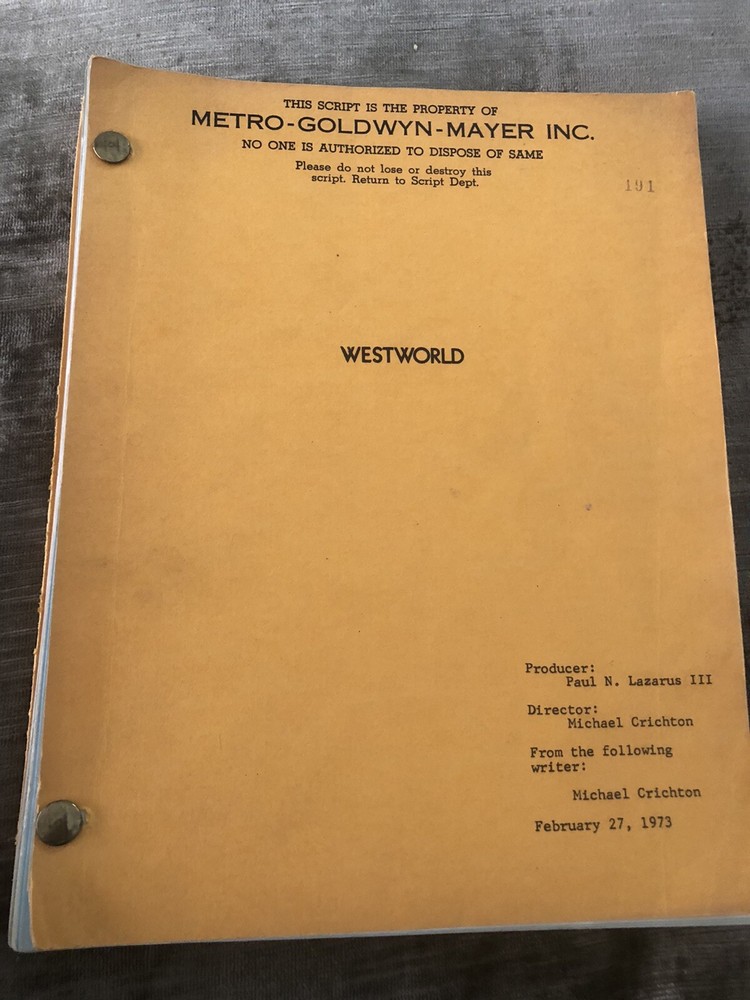 THIS SCRIPT IS THE PROPERTY OF
METRO-GOLDWYN-MAYER INC.
NO ONE IS AUTHORIZED TO DISPOSE OF SAME
Please do not lose or destroy this
script. Return to Script Dept.
191
WESTWORLD
Producer:
Paul N. Lazarus III
Director:
Michael Crichton
From the following
writer:
Michael Crichton
February 27, 1973